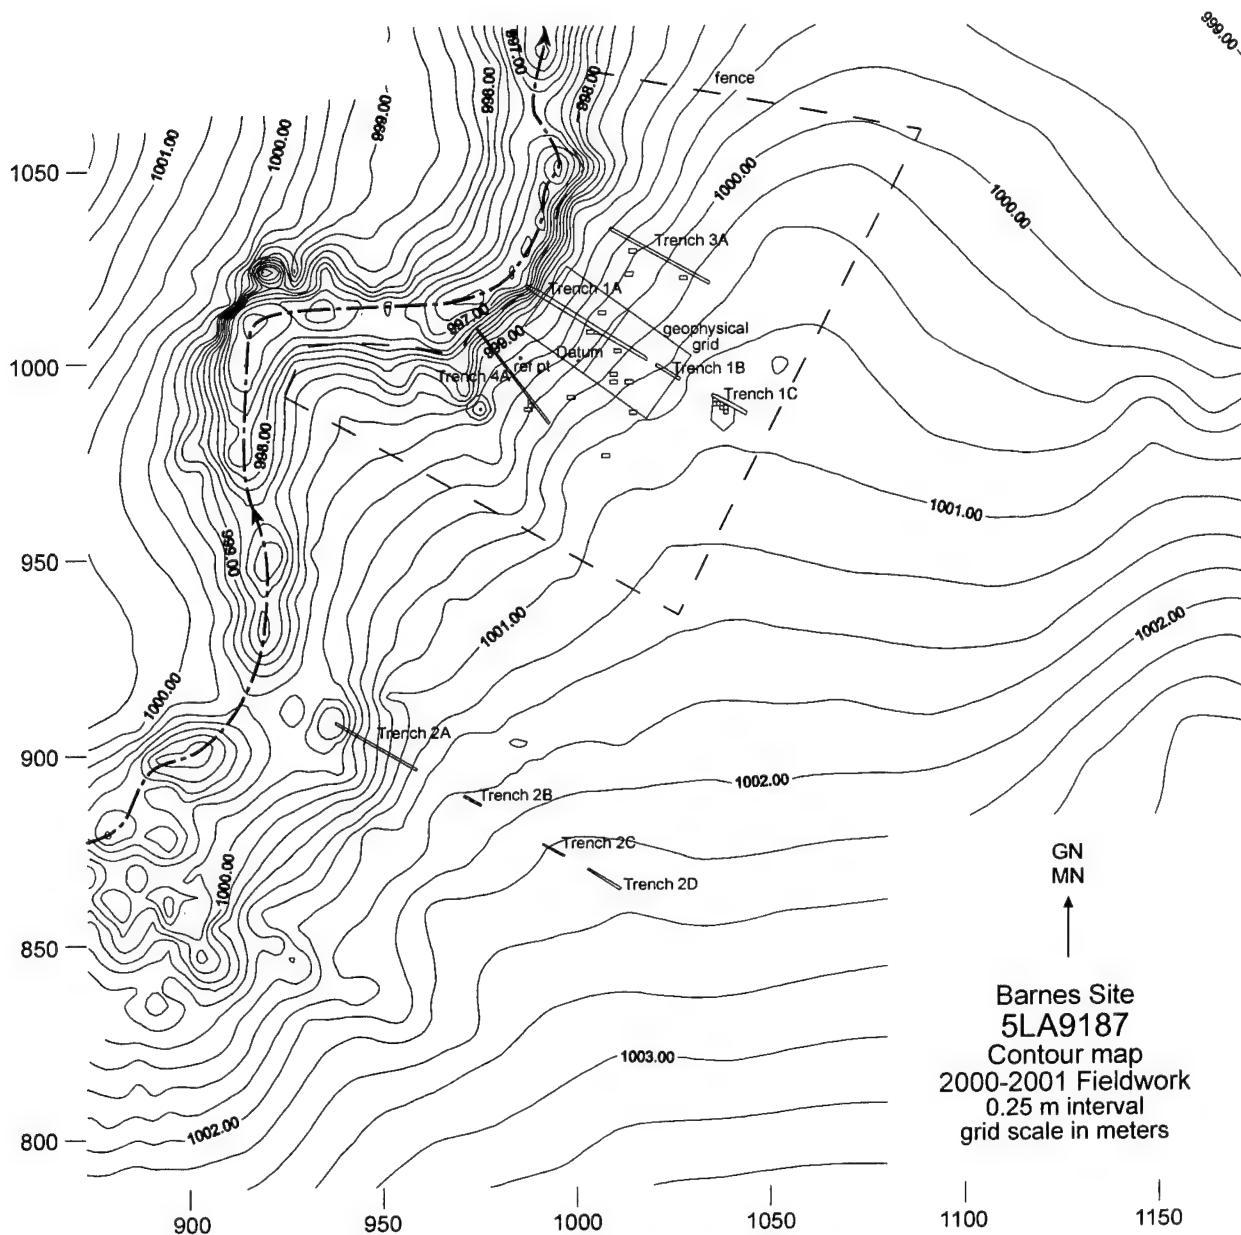 999.00
997.00
fence
998.00
998.00
999.00
1000.00
1001.00
1050
1000.00
1000.00
Trench 3A
Trench 1A
997.00
999.00
geophysical
grid
Datum
ref pt
1000
Trench 4A
Trench 1B
Trench 1C
998.00
1001.00
999.00
950
1001.00
1002.00
1000.00
Trench 2A
900
1002.00
Trench 2B
Trench 2C
1000.00
Trench 2D
GN
MN
850
Barnes Site
5LA9187
Contour map
2000-2001 Fieldwork
0.25 m interval
grid scale in meters
1003.00
1002.00
800
900
950
1000
1050
1100
1150